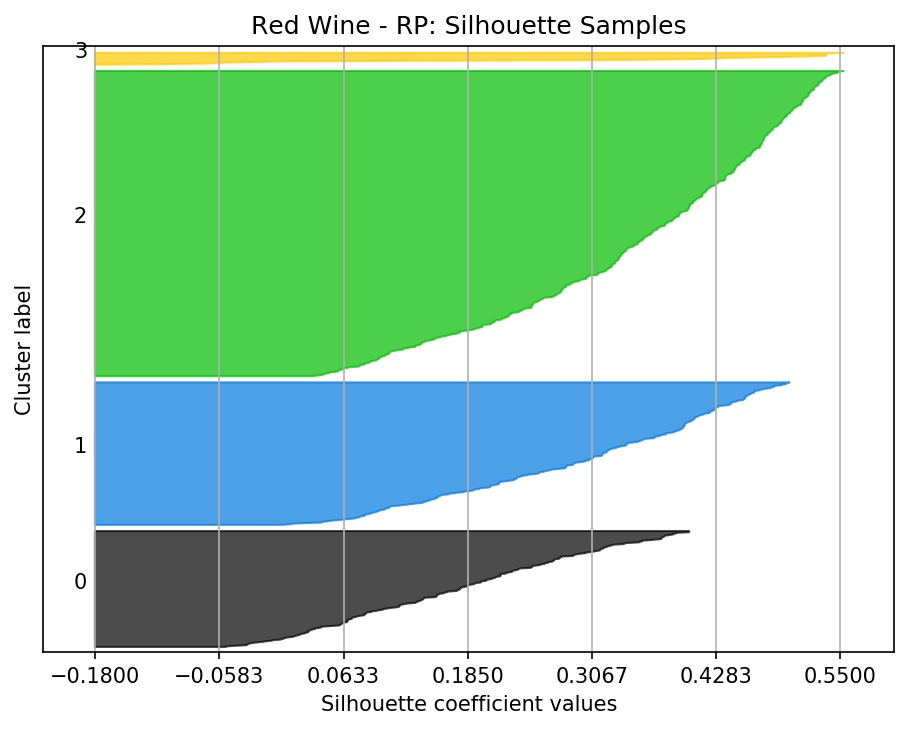 Red Wine - RP: Silhouette Samples
3
2
1
0
Cluster label
−0.1800 −0.0583 0.0633 0.1850 0.3067 0.4283 0.5500
Silhouette coefficient values